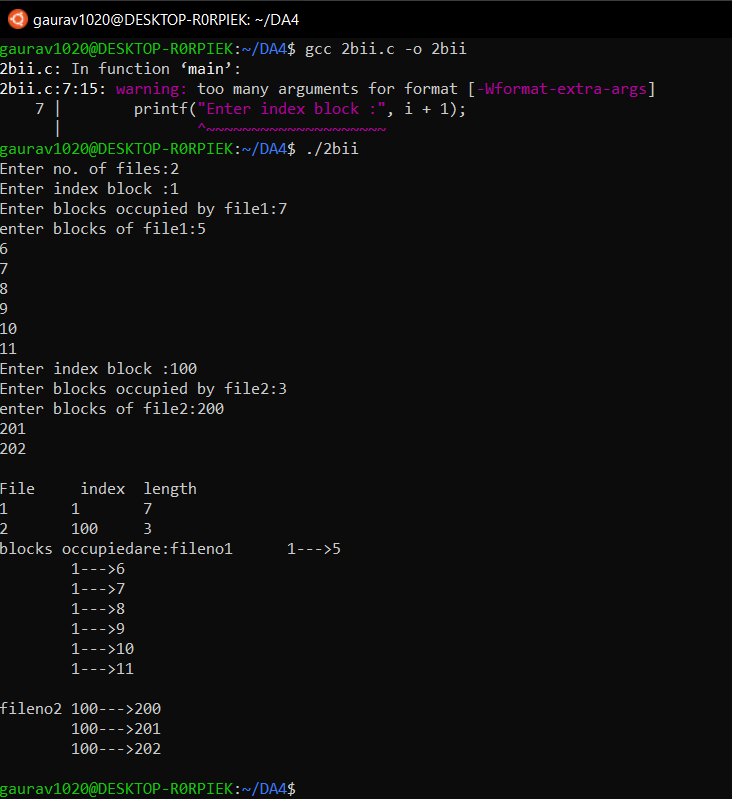 gaurav1020@DESKTOP-R0RPIEK: ~/DA4
gaurav1020@DESKTOP-R0RPIEK:~/DA4$ gcc 2bii.c -o 2bii
2bii.c: In function ‘main’:
2bii.c:7:15: warning: too many arguments for format [-Wformat-extra-args]
    7 |        printf("Enter index block :", i + 1);
      |               ^~~~~~~~~~~~~~~~~~~~~
gaurav1020@DESKTOP-R0RPIEK:~/DA4$ ./2bii
Enter no. of files:2
Enter index block :1
Enter blocks occupied by file1:7
enter blocks of file1:5
6
7
8
9
10
11
Enter index block :100
Enter blocks occupied by file2:3
enter blocks of file2:200
201
202
File     index  length
1       1       7
2       100     3
blocks occupiedare:fileno1      1--->5
        1--->6
        1--->7
        1--->8
        1--->9
        1--->10
        1--->11
fileno2 100--->200
        100--->201
        100--->202
gaurav1020@DESKTOP-R0RPIEK:~/DA4$